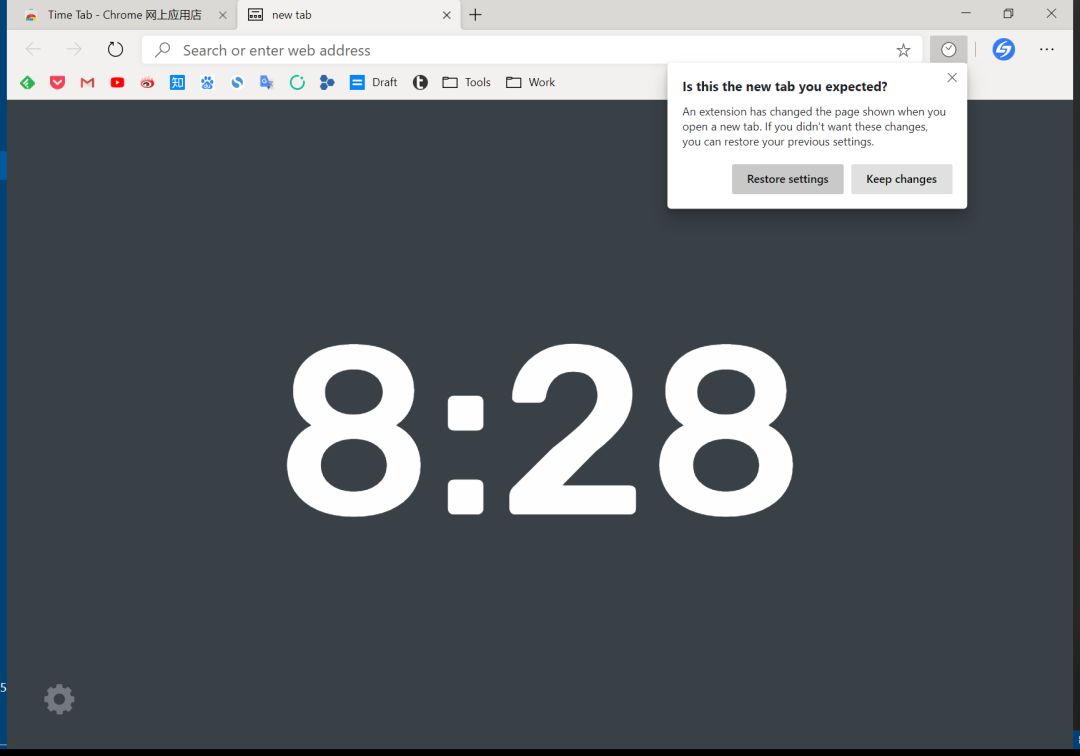 Time Tab - Chrome 网上应用店
new tab
Search or enter web address
知
Draft
Tools
Work
Is this the new tab you expected?
An extension has changed the page shown when you
open a new tab. If you didn't want these changes,
you can restore your previous settings.
Restore settings
Keep changes
8:28
5